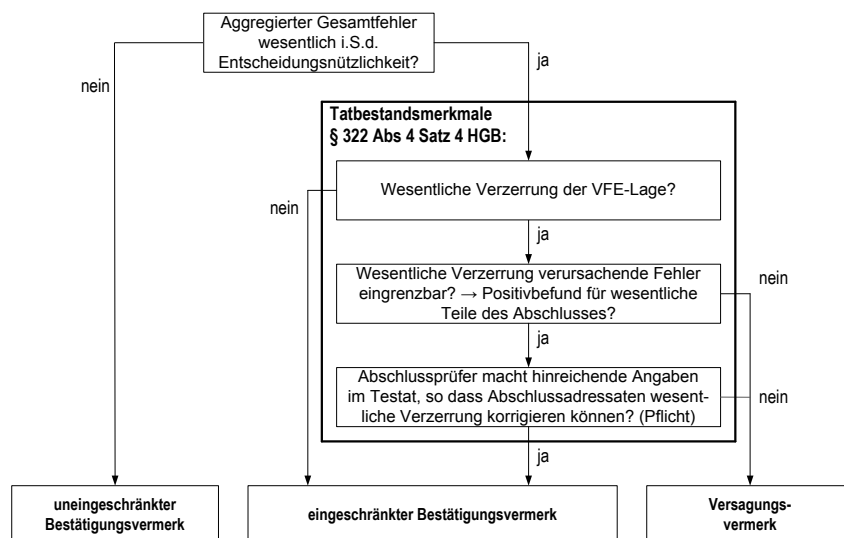 Aggregierter Gesamtfehler
wesentlich i.S.d.
Entscheidungsnützlichkeit?
nein
ja
Tatbestandsmerkmale
§ 322 Abs 4 Satz 4 HGB:
Wesentliche Verzerrung der VFE-Lage?
nein
ja
Wesentliche Verzerrung verursachende Fehler
eingrenzbar? → Positivbefund für wesentliche
Teile des Abschlusses?
nein
ja
Abschlussprüfer macht hinreichende Angaben
im Testat, so dass Abschlussadressaten wesent-
liche Verzerrung korrigieren können? (Pflicht)
nein
ja
uneingeschränkter
Bestätigungsvermerk
eingeschränkter Bestätigungsvermerk
Versagungs-
vermerk